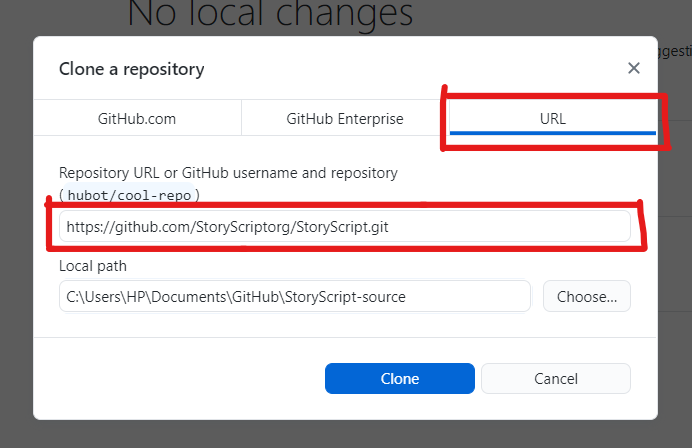 No local changes
ggesti
Clone a repository
GitHub.com GitHub Enterprise URL
Repository URL or GitHub username and repository
(hubot/cool-repo)
https://github.com/StoryScriptorg/StoryScript.git
Local path
C:\Users\HP\Documents\GitHub\StoryScript-source Choose...
Clone Cancel